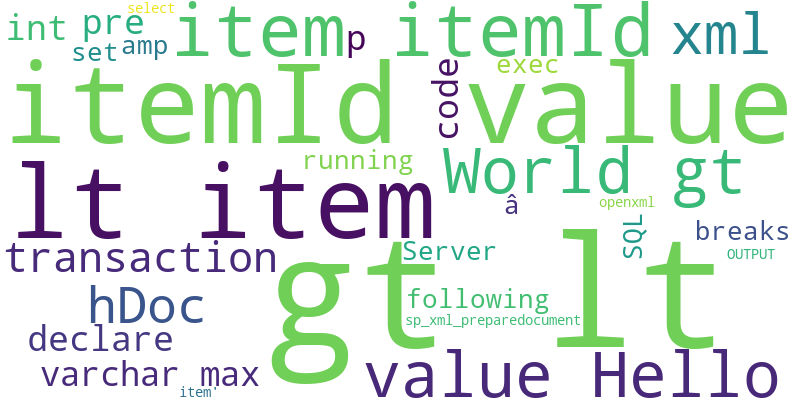 select
int pre item p itemId xml
set amp
itemId value
code
exec
lt item
running
World gt
â
openxml
SQL
breaks
transaction
gt lt
Server
OUTPUT
hDoc
following
sp_xml_preparedocument
declare
varchar max
value Hello
item'